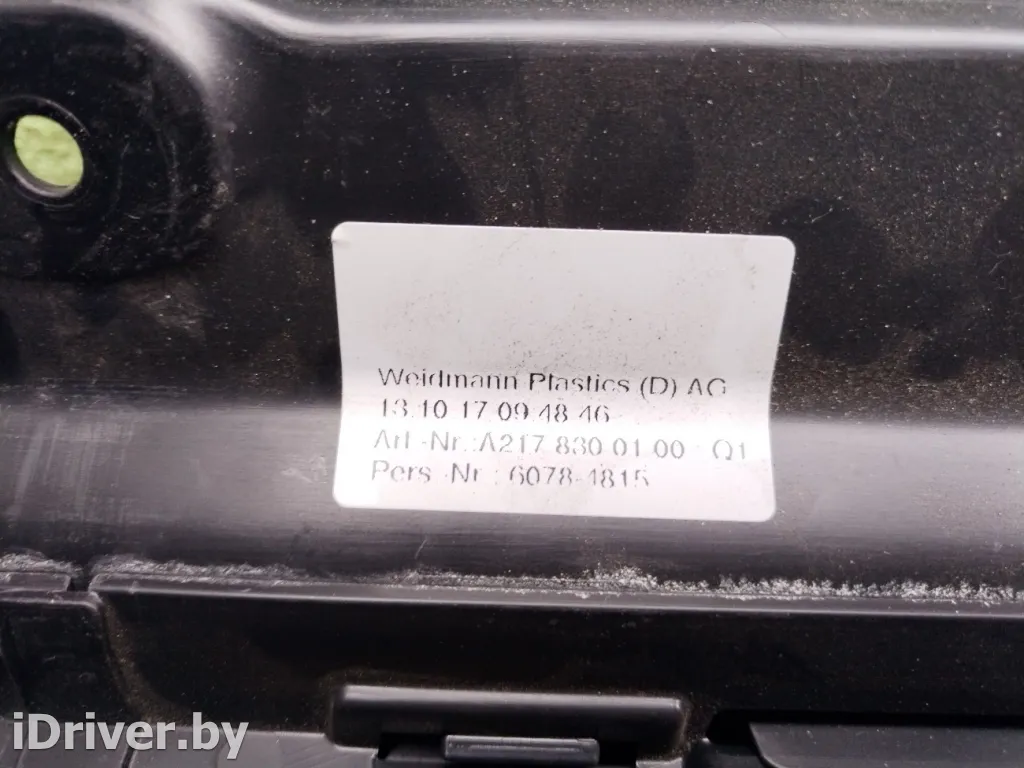 Weidmann Plastics (D) AG
13.10.17 09:48:46
Art.-Nr.:A217 830 01 00 : Q1
Pers.-Nr.: 6078-4815
iDriver.by